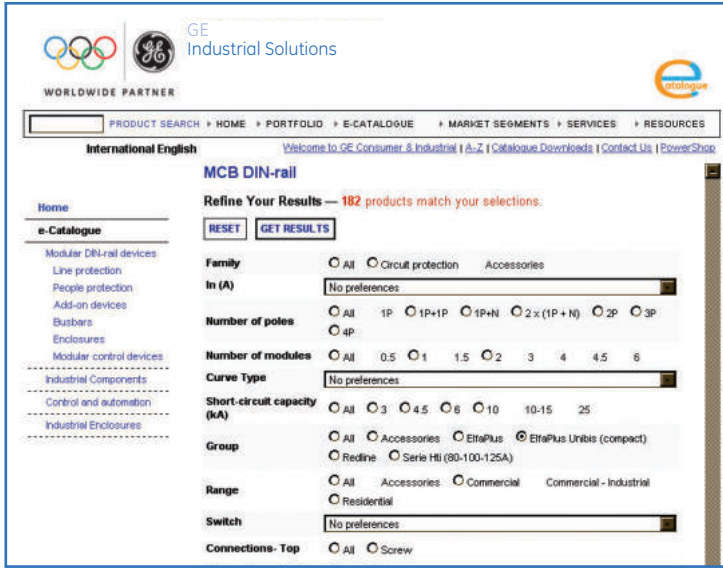 GE
Industrial Solutions
WORLDWIDE PARTNER
Catalogue
PRODUCT SEARCH HOME PORTFOLIO E-CATALOGUE MARKET SEGMENTS SERVICES RESOURCES
International English Welcome to GE Consumer & Industrial | A-Z | Catalogue Downloads | Contact Us | PowerShop
MCB DIN-rail
Refine Your Results — 182 products match your selections.
RESET GET RESULTS
Home
e-Catalogue
Modular DIN-rail devices
Line protection
People protection
Add-on devices
Busbars
Enclosures
Modular control devices
Industrial Components
Control and automation
Industrial Enclosures
Family All Circuit protection Accessories
In (A) No preferences
Number of poles All 1P 1P+1P 1P+N 2 x (1P + N) 2P 3P
4P
Number of modules All 0.5 1 1.5 2 3 4 4.5 6
Curve Type No preferences
Short-circuit capacity
(kA) All 3 4.5 6 10 10-15 25
Group All Accessories ElfaPlus ElfaPlus Unibis (compact)
Redline Serie Hti (80-100-125A)
Range All Accessories Commercial Commercial - Industrial
Residential
Switch No preferences
Connections- Top All Screw